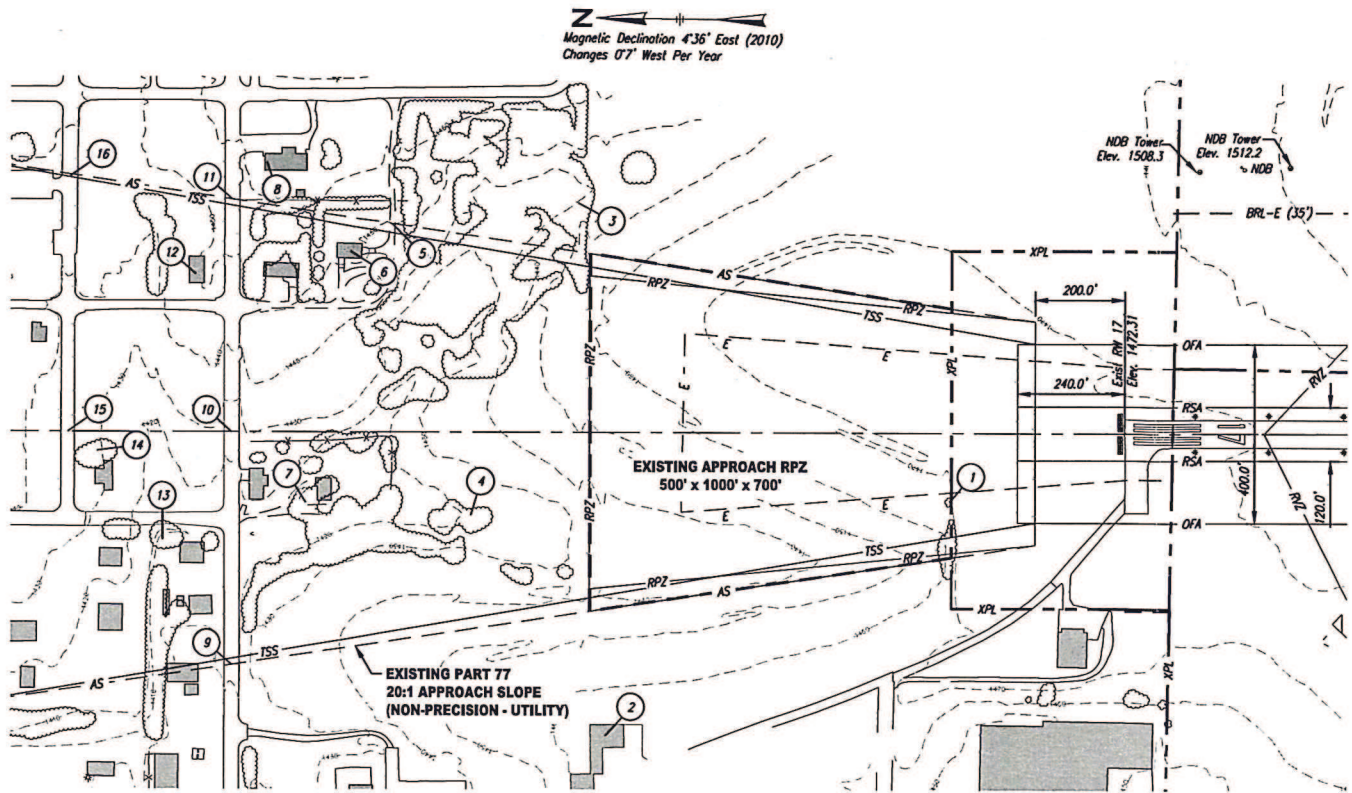 Z
Magnetic Declination 4°36' East (2010)
Changes 0°7' West Per Year
NDB Tower
Elev. 1508.3
NDB Tower
Elev. 1512.2
NDB
16
11
8
AS
TSS
3
BRL-E (35')
12
6
5
XPL
AS
RPZ
RPZ
TSS
200.0'
Exist RW 17
Elev. 1472.31
OFA
RPZ
E
E
E
XPL
240.0'
RVZ
15
10
RSA
14
7
4
EXISTING APPROACH RPZ
500' x 1000' x 700'
1
RSA
400.0'
120.0'
RVZ
13
RPZ
E
E
TSS
OFA
RPZ
RPZ
AS
XPL
9
TSS
AS
EXISTING PART 77
20:1 APPROACH SLOPE
(NON-PRECISION - UTILITY)
2
XPL